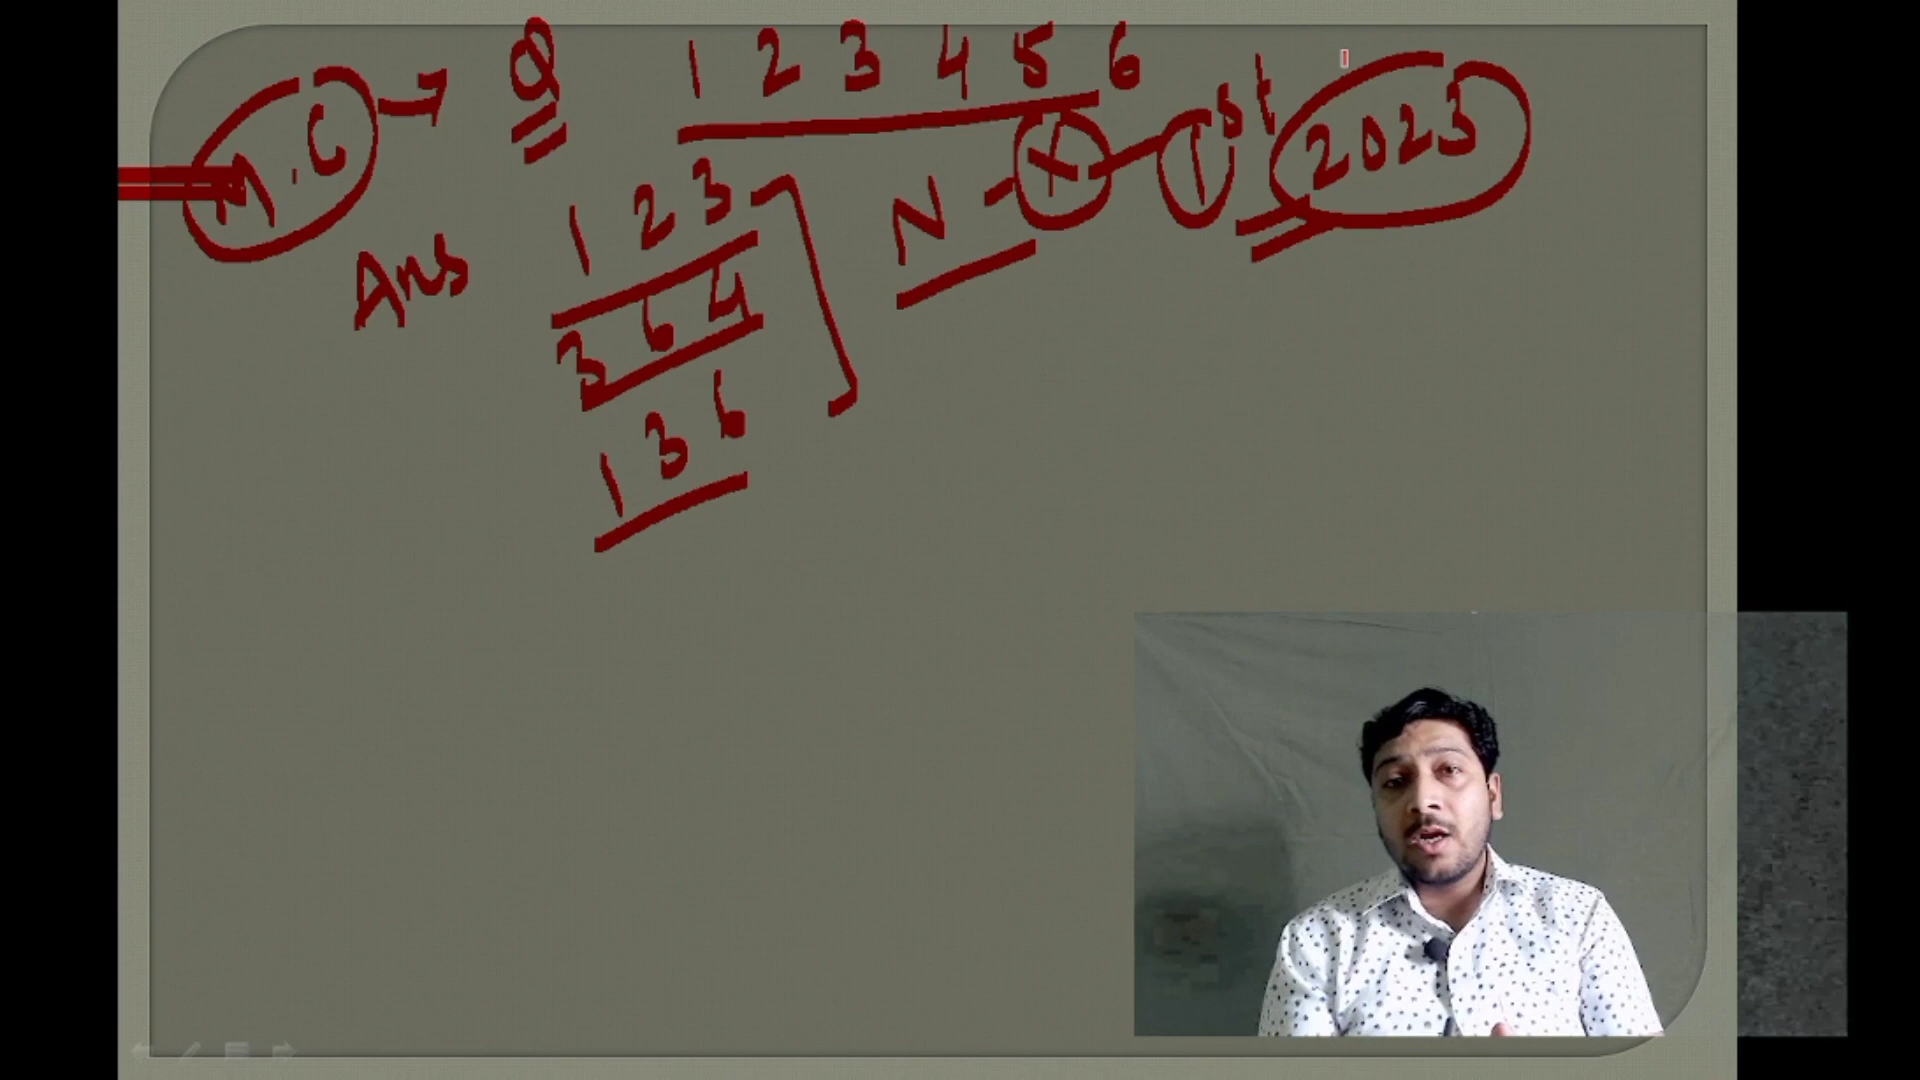 M.C → Q 1 2 3 4 5 6
Ans 1 2 3 N - X - 1st 2023
3 6 4
1 3 6